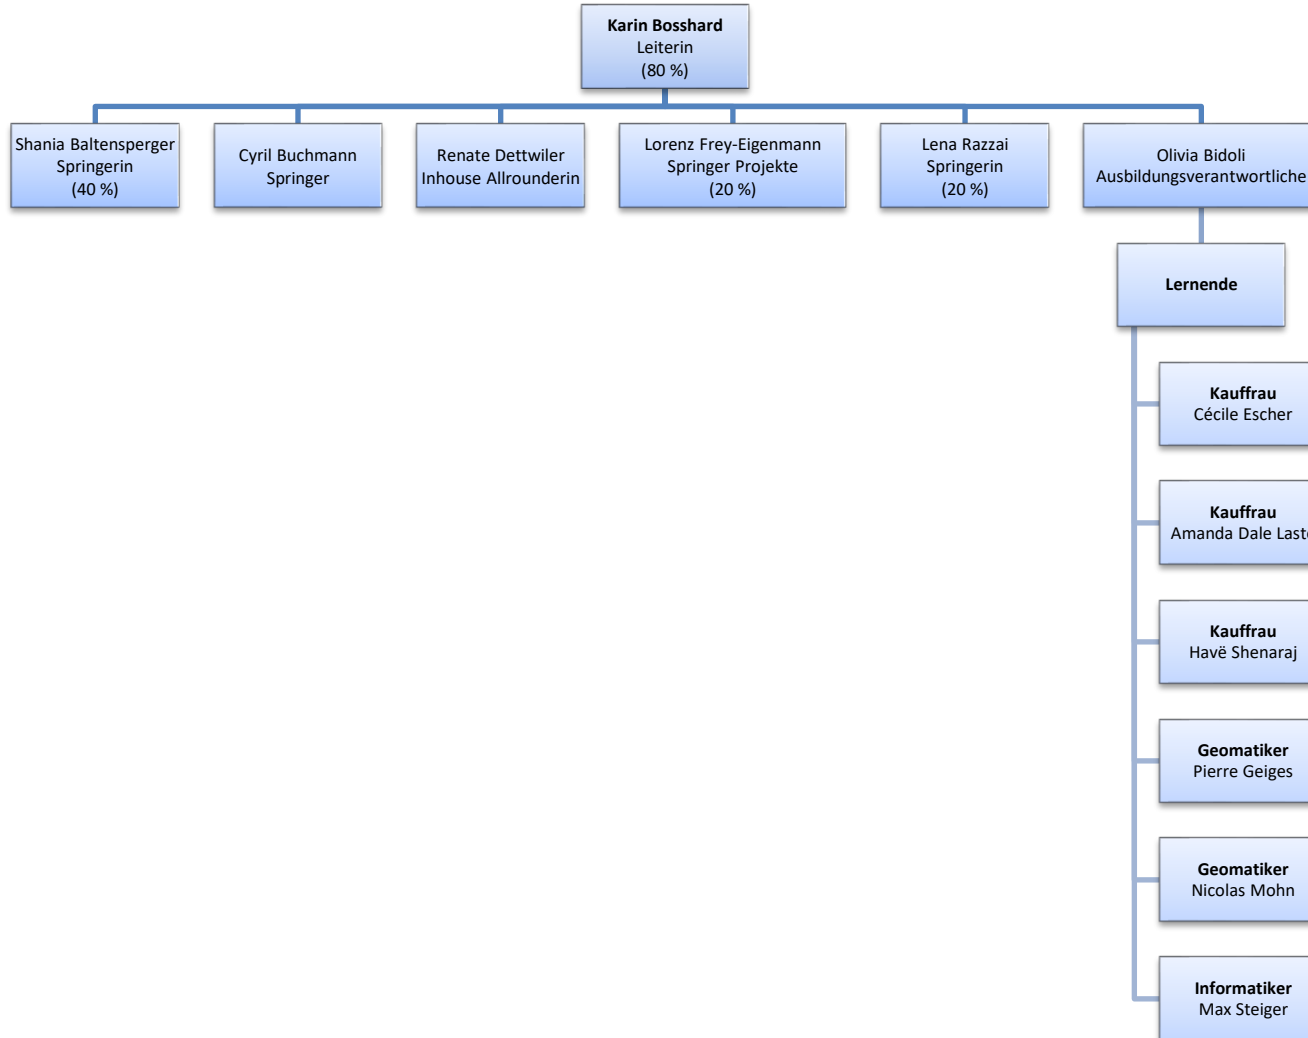 Karin Bosshard
Leiterin
(80 %)
Shania Baltensperger
Springerin
(40 %)
Cyril Buchmann
Springer
Renate Dettwiler
Inhouse Allrounderin
Lorenz Frey-Eigenmann
Springer Projekte
(20 %)
Lena Razzai
Springerin
(20 %)
Olivia Bidoli
Ausbildungsverantwortliche
Lernende
Kauffrau
Cécile Escher
Kauffrau
Amanda Dale
Kauffrau
Havë Shenaraj
Geomatiker
Pierre Geiges
Geomatiker
Nicolas Mohn
Informatiker
Max Steiger